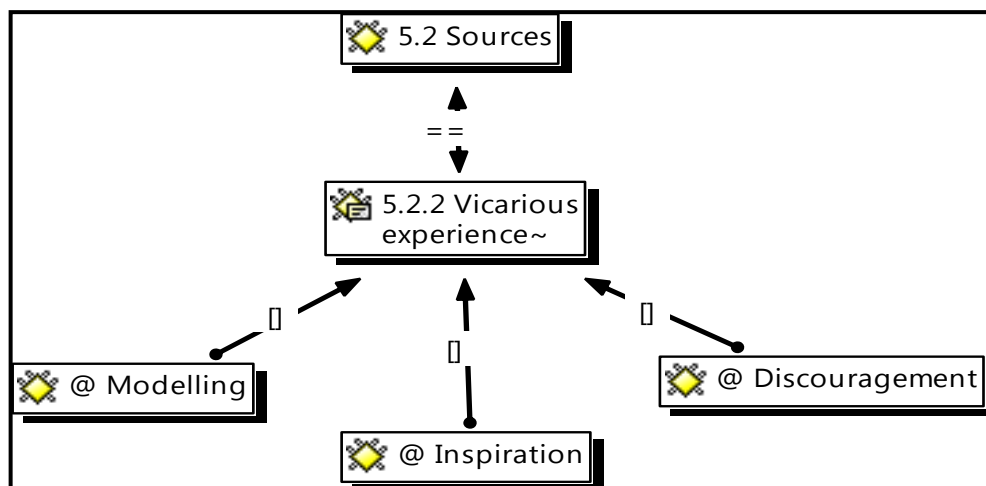 5.2 Sources
==
5.2.2 Vicarious
experience~
[]
[]
[]
@ Modelling
@ Discouragement
@ Inspiration